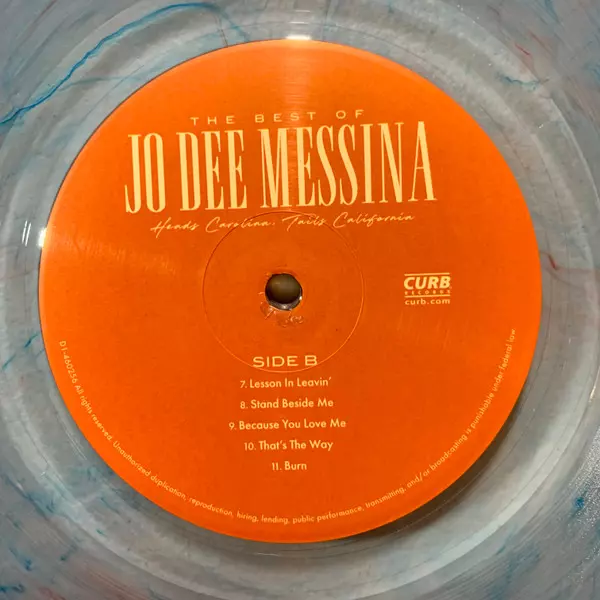 THE BEST OF
JO DEE MESSINA
Heads Carolina, Tails California
CURB
RECORDS
curb.com
SIDE B
7. Lesson In Leavin'
8. Stand Beside Me
9. Because You Love Me
10. That's The Way
11. Burn
D1-460256 All rights reserved. Unauthorized duplication, reproduction, hiring, lending, public performance, transmitting, and/or broadcasting is punishable under federal law.